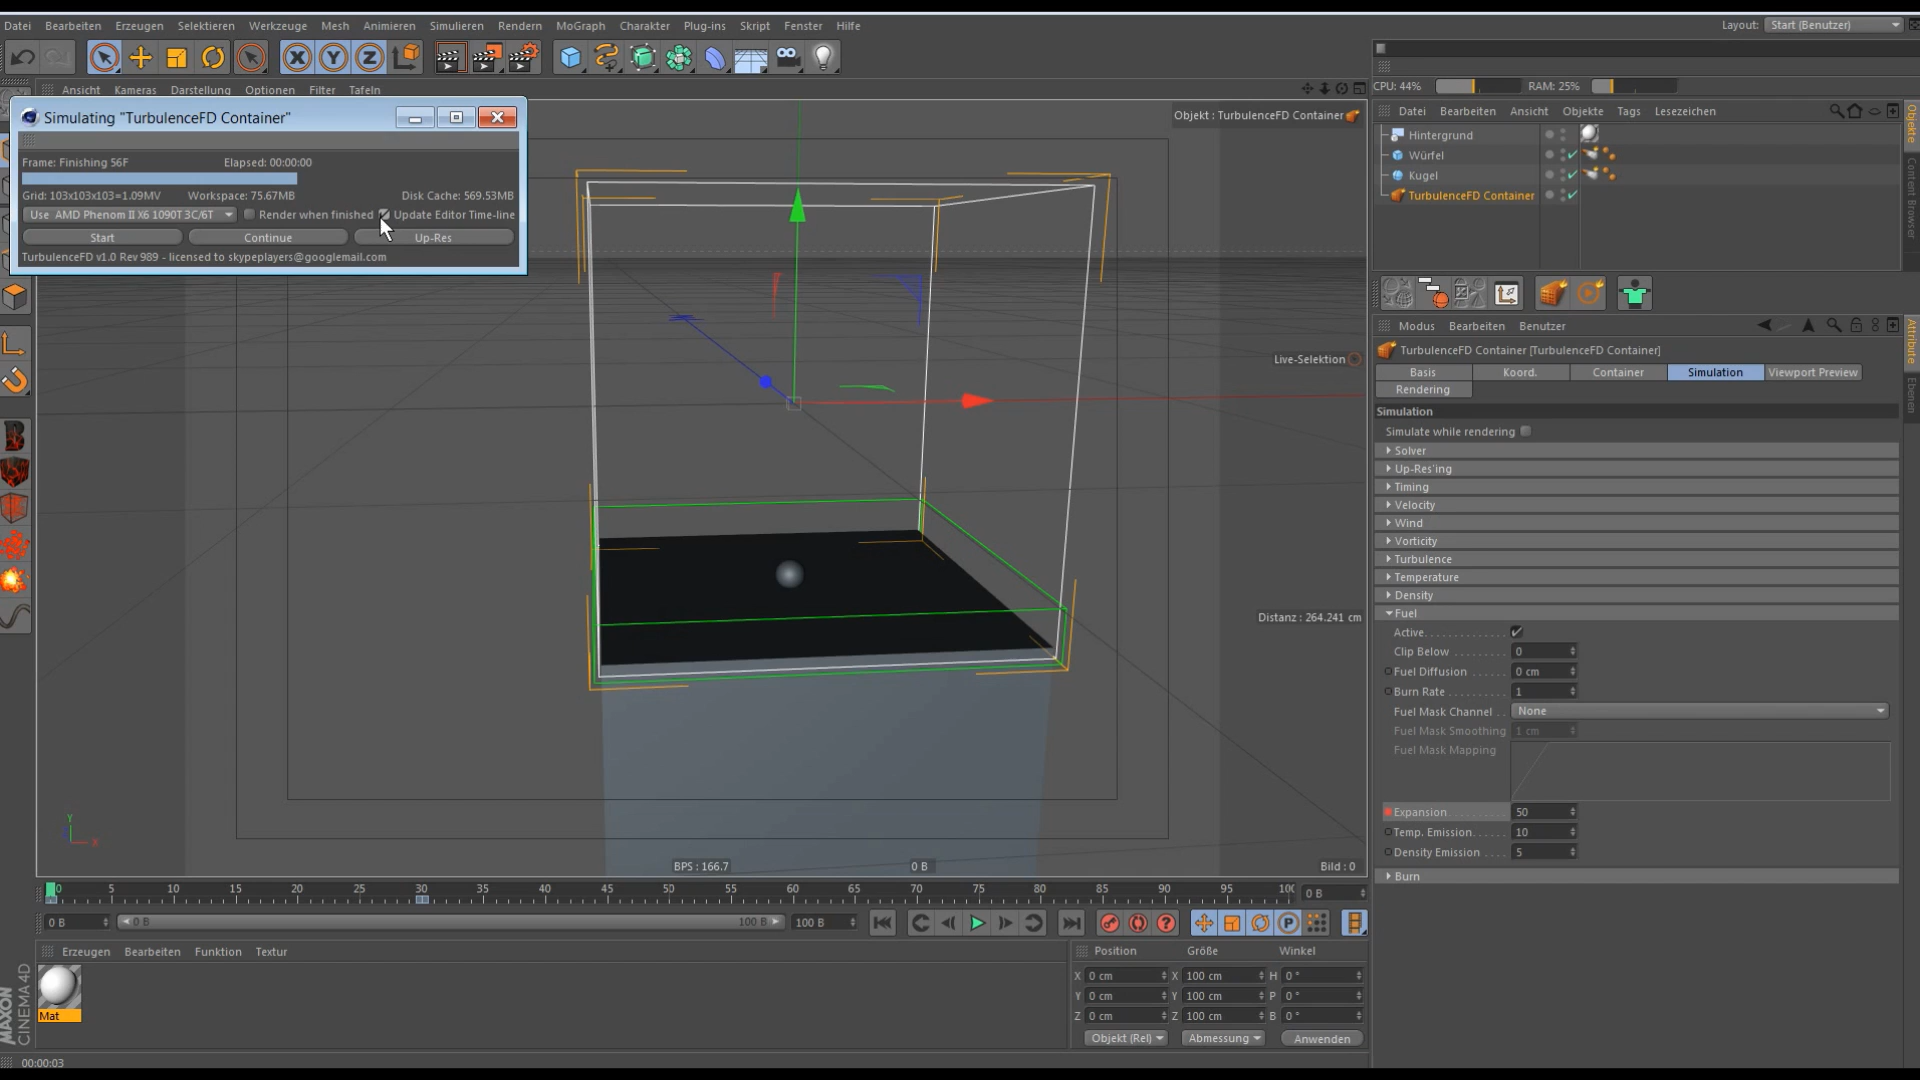 Datei Bearbeiten Erzeugen Selektieren Werkzeuge Mesh Animieren Simulieren Rendern MoGraph Charakter Plug-ins Skript Fenster Hilfe
Layout: Start (Benutzer)
X Y Z
CPU: 44% RAM: 25%
Ansicht Kameras Darstellung Optionen Filter Tafeln
Datei Bearbeiten Ansicht Objekte Tags Lesezeichen
Simulating "TurbulenceFD Container"
Objekt : TurbulenceFD Container
Hintergrund
Würfel
Kugel
TurbulenceFD Container
Objekte
Content Browser
Frame: Finishing 56F Elapsed: 00:00:00
Grid: 103x103x103=1.09MV Workspace: 75.67MB Disk Cache: 569.53MB
Use AMD Phenom II X6 1090T 3C/6T Render when finished Update Editor Time-line
Start Continue Up-Res
TurbulenceFD v1.0 Rev 989 - licensed to skypeplayers@googlemail.com
Modus Bearbeiten Benutzer
Attribute
Ebenen
TurbulenceFD Container [TurbulenceFD Container]
Live-Selektion
Basis Koord. Container Simulation Viewport Preview
Rendering
Simulation
Simulate while rendering
Solver
Up-Res'ing
Timing
Velocity
Wind
Vorticity
Turbulence
Temperature
Density
Fuel
Active
Clip Below 0
Fuel Diffusion 0 cm
Burn Rate 1
Fuel Mask Channel None
Fuel Mask Smoothing 1 cm
Fuel Mask Mapping
Expansion 50
Temp. Emission 10
Density Emission 5
Burn
Distanz : 264.241 cm
Y
Z
X
BPS : 166.7 0 B Bild : 0
0 5 10 15 20 25 30 35 40 45 50 55 60 65 70 75 80 85 90 95 100 0 B
0 B 0 B 100 B 100 B
P
Erzeugen Bearbeiten Funktion Textur
Position Größe Winkel
X 0 cm X 100 cm H 0 °
Y 0 cm Y 100 cm P 0 °
Z 0 cm Z 100 cm B 0 °
Objekt (Rel) Abmessung Anwenden
Mat
MAXON
CINEMA 4D
00:00:03